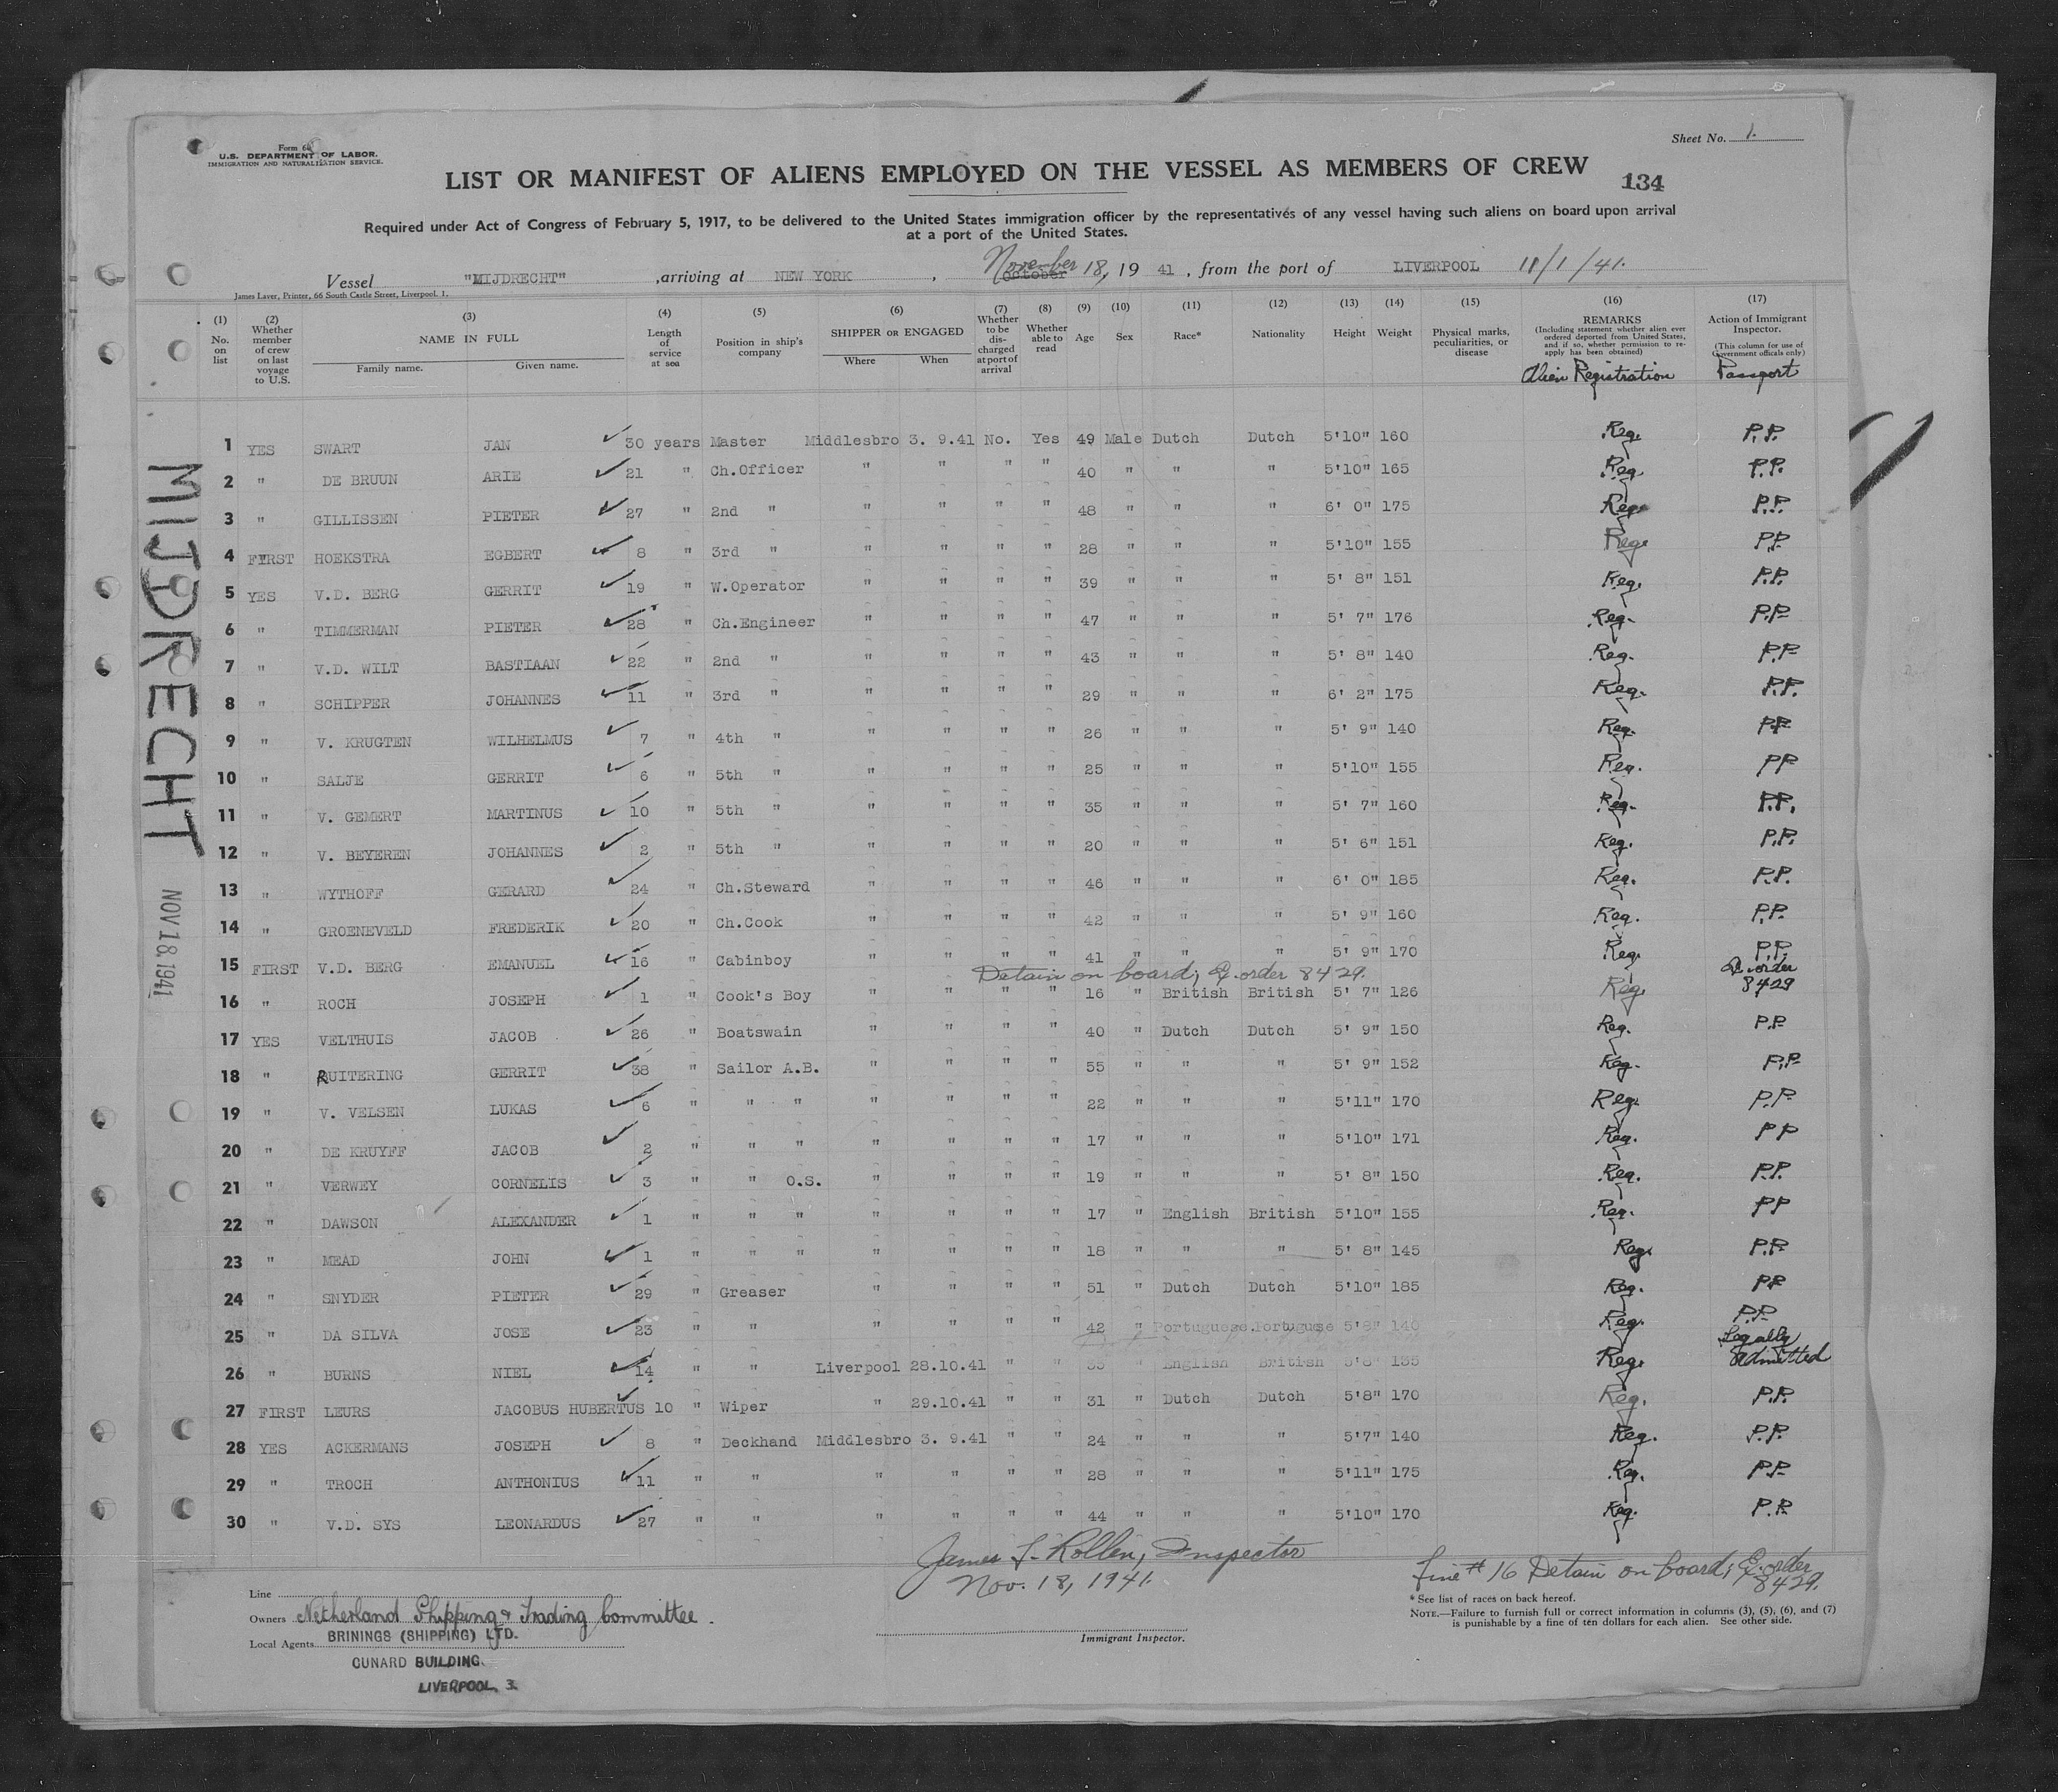 Sheet No. 1.
Form 6
U.S. DEPARTMENT OF LABOR.
IMMIGRATION AND NATURALISATION SERVICE.
LIST OR MANIFEST OF ALIENS EMPLOYED ON THE VESSEL AS MEMBERS OF CREW
134
Required under Act of Congress of February 5, 1917, to be delivered to the United States immigration officer by the representatives of any vessel having such aliens on board upon arrival
at a port of the United States.
Vessel "MIJDRECHT" , arriving at NEW YORK , October November 18, 19 41, from the port of LIVERPOOL 11/1/41.
James Laver, Printer, 66 South Castle Street, Liverpool. 1.
(1) No. on list
(2) Whether member of crew on last voyage to U.S.
(3) NAME IN FULL Family name. Given name.
(4) Length of service at sea
(5) Position in ship's company
(6) SHIPPER OR ENGAGED Where When
(7) Whether to be discharged at port of arrival
(8) Whether able to read
(9) Age
(10) Sex
(11) Race*
(12) Nationality
(13) Height
(14) Weight
(15) Physical marks, peculiarities, or disease
(16) REMARKS (Including statement whether alien ever ordered deported from United States, and if so, whether permission to re-apply has been obtained) Alien Registration
(17) Action of Immigrant Inspector. (This column for use of Government officals only) Passport
1 YES SWART JAN 30 years Master Middlesbro 3. 9.41 No. Yes 49 Male Dutch Dutch 5'10" 160 Reg. P.P.
2 " DE BRUUN ARIE 21 " Ch.Officer " " " " 40 " " " 5'10" 165 Reg. P.P.
3 " GILLISSEN PIETER 27 " 2nd " " " " " 48 " " " 6' 0" 175 Reg. P.P.
4 FIRST HOEKSTRA EGBERT 8 " 3rd " " " " " 28 " " " 5'10" 155 Reg. P.P.
5 YES V.D. BERG GERRIT 19 " W.Operator " " " " 39 " " " 5' 8" 151 Reg. P.P.
6 " TIMMERMAN PIETER 28 " Ch.Engineer " " " " 47 " " " 5' 7" 176 Reg. P.P.
7 " V.D. WILT BASTIAAN 22 " 2nd " " " " " 43 " " " 5' 8" 140 Reg. P.P.
8 " SCHIPPER JOHANNES 11 " 3rd " " " " " 29 " " " 6' 2" 175 Reg. P.P.
9 " V. KRUGTEN WILHELMUS 7 " 4th " " " " " 26 " " " 5' 9" 140 Reg. P.P.
10 " SALJE GERRIT 6 " 5th " " " " " 25 " " " 5'10" 155 Reg. PP
11 " V. GEMERT MARTINUS 10 " 5th " " " " " 35 " " " 5' 7" 160 Reg. P.P.
12 " V. BEYEREN JOHANNES 2 " 5th " " " " " 20 " " " 5' 6" 151 Reg. P.P.
13 " WYTHOFF GERARD 24 " Ch.Steward " " " " 46 " " " 6' 0" 185 Reg. P.P.
14 " GROENEVELD FREDERIK 20 " Ch.Cook " " " " 42 " " " 5' 9" 160 Reg. P.P.
15 FIRST V.D. BERG EMANUEL 16 " Cabinboy " " " " 41 " " " 5' 9" 170 Reg. P.P.
Detain on board; Ex. order 8429. Ex. order 8429
16 " ROCH JOSEPH 1 " Cook's Boy " " " " 16 " British British 5' 7" 126 Reg.
17 YES VELTHUIS JACOB 26 " Boatswain " " " " 40 " Dutch Dutch 5' 9" 150 Reg. P.P
18 " RUITERING GERRIT 38 " Sailor A.B. " " " " 55 " " " 5' 9" 152 Reg. P.P
19 " V. VELSEN LUKAS 6 " " " " " " " 22 " " " 5'11" 170 Reg. P.P
20 " DE KRUYFF JACOB 2 " " " " " " " 17 " " " 5'10" 171 Reg. PP
21 " VERWEY CORNELIS 3 " " O.S. " " " " 19 " " " 5' 8" 150 Reg. P.P.
22 " DAWSON ALEXANDER 1 " " " " " " " 17 " English British 5'10" 155 Reg. PP
23 " MEAD JOHN 1 " " " " " " " 18 " " " 5' 8" 145 Reg. P.P.
24 " SNYDER PIETER 29 " Greaser " " " " 51 " Dutch Dutch 5'10" 185 Reg. PP
25 " DA SILVA JOSE 23 " " " " " " 42 " Portuguese Portuguese 5'8" 140 Reg. P.P.
26 " BURNS NIEL 14 " " Liverpool 28.10.41 " " " English British 5'8" 135 Reg. Legally admitted
27 FIRST LEURS JACOBUS HUBERTUS 10 " Wiper " 29.10.41 " " 31 " Dutch Dutch 5'8" 170 Reg. P.P.
28 YES ACKERMANS JOSEPH 8 " Deckhand Middlesbro 3. 9.41 " " 24 " " " 5'7" 140 Reg. P.P.
29 " TROCH ANTHONIUS 11 " " " " " " 28 " " " 5'11" 175 Reg. P.P.
30 " V.D. SYS LEONARDUS 27 " " " " " " 44 " " " 5'10" 170 Reg. P.P.
MIJDRECHT
NOV 18 1941
James F. Rollen, Inspector
Nov. 18, 1941.
Line # 16 Detain on board; Ex. order
8429.
Line
Owners Netherland Shipping & Trading Committee.
Local Agents BRININGS (SHIPPING) LTD.
CUNARD BUILDING.
LIVERPOOL, 3.
Immigrant Inspector.
* See list of races on back hereof.
NOTE.—Failure to furnish full or correct information in columns (3), (5), (6), and (7)
is punishable by a fine of ten dollars for each alien. See other side.